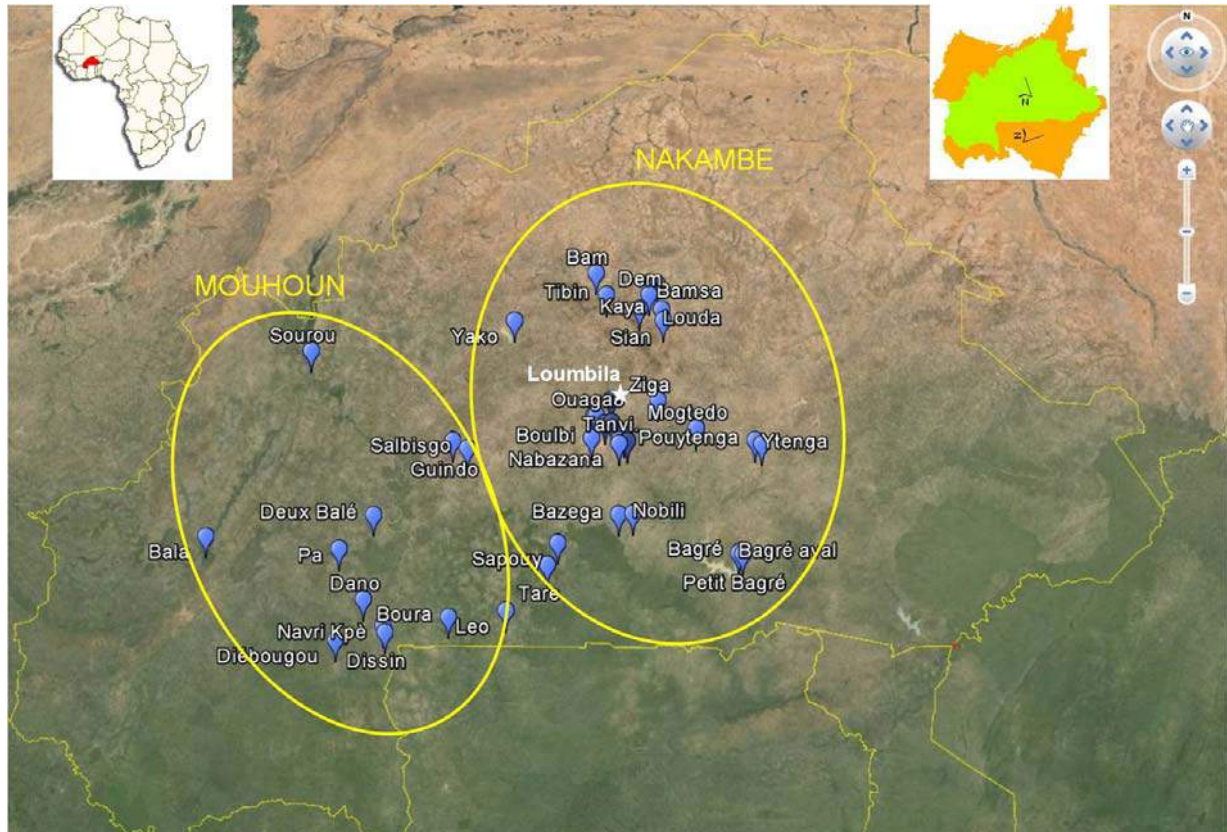 N
N
N
NAKAMBE
MOUHOUN
Bam
Dem
Tibin
Bamsa
Kaya
Louda
Sian
Yako
Sourou
Loumbila
Ziga
Ouagao
Mogtedo
Tanvi
Boulbi
Pouytenga
Ytenga
Nabazana
Salbisgo
Guindo
Deux Balé
Bazega
Nobili
Bala
Pa
Sapouy
Bagré
Bagré aval
Petit Bagré
Dano
Tare
Boura
Leo
Navri Kpè
Diébougou
Dissin